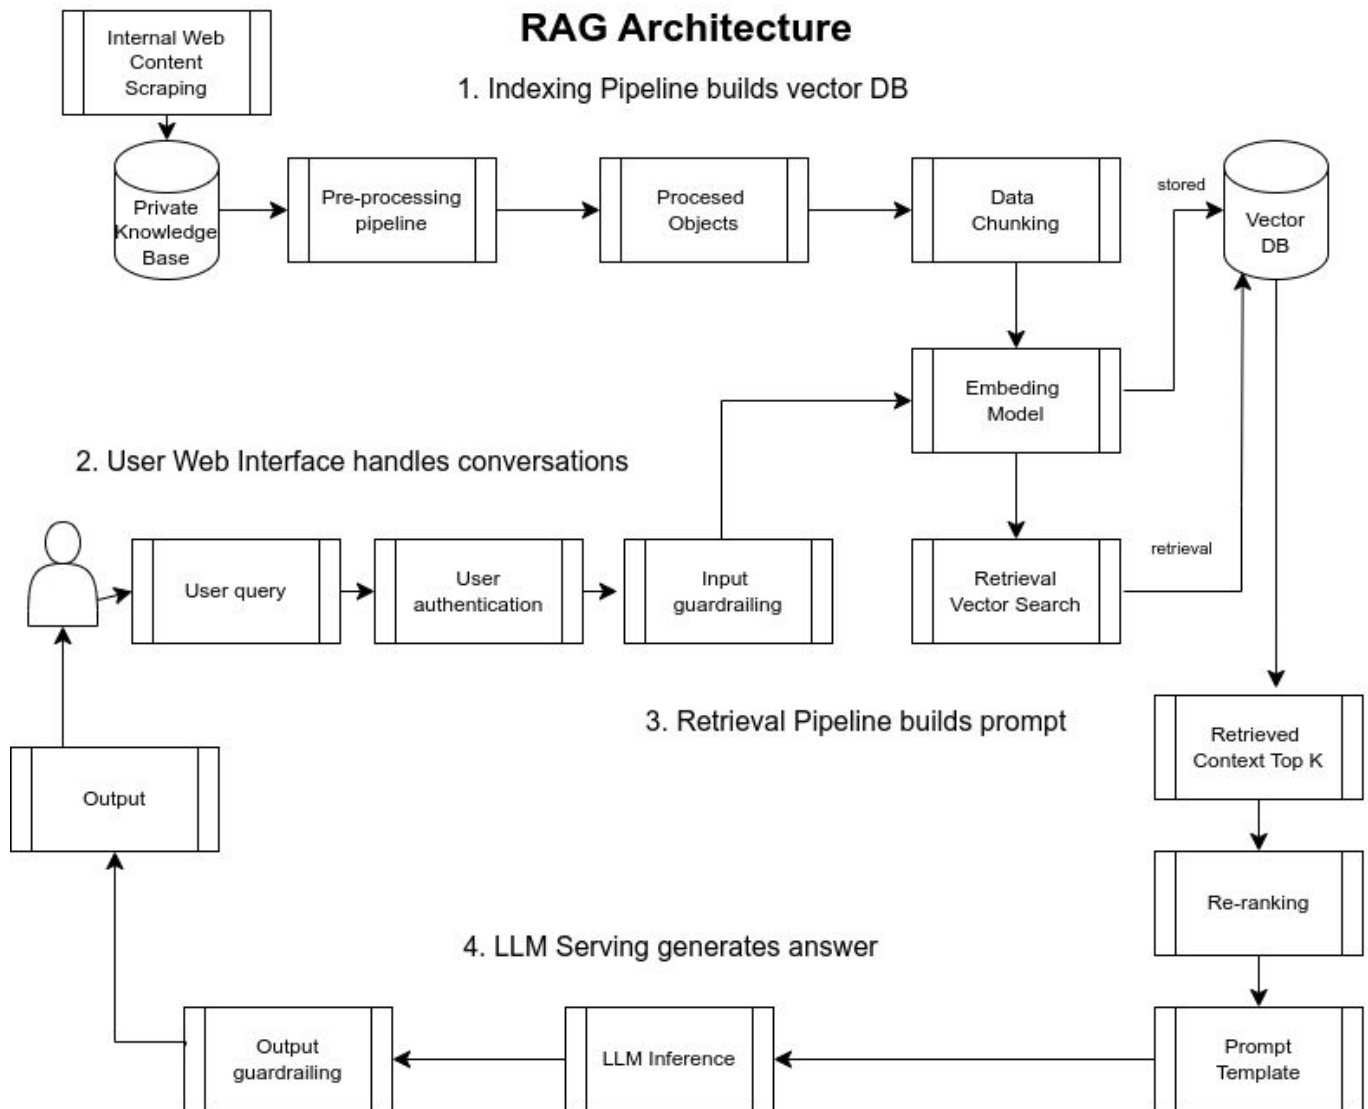 RAG Architecture
Internal Web
Content
Scraping
1. Indexing Pipeline builds vector DB
Private
Knowledge
Base
Pre-processing
pipeline
Procesed
Objects
Data
Chunking
stored
Vector
DB
Embeding
Model
2. User Web Interface handles conversations
User query
User
authentication
Input
guardrailing
Retrieval
Vector Search
retrieval
3. Retrieval Pipeline builds prompt
Retrieved
Context Top K
Output
Re-ranking
4. LLM Serving generates answer
Output
guardrailing
LLM Inference
Prompt
Template